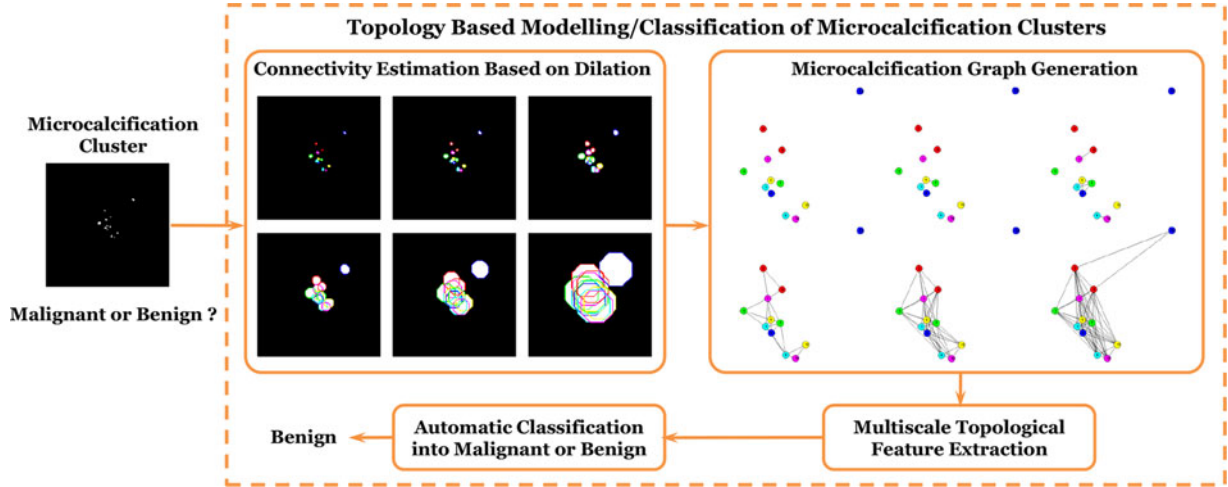 Topology Based Modelling/Classification of Microcalcification Clusters
Connectivity Estimation Based on Dilation
Microcalcification Graph Generation
Microcalcification
Cluster
Malignant or Benign ?
Multiscale Topological
Feature Extraction
Automatic Classification
into Malignant or Benign
Benign